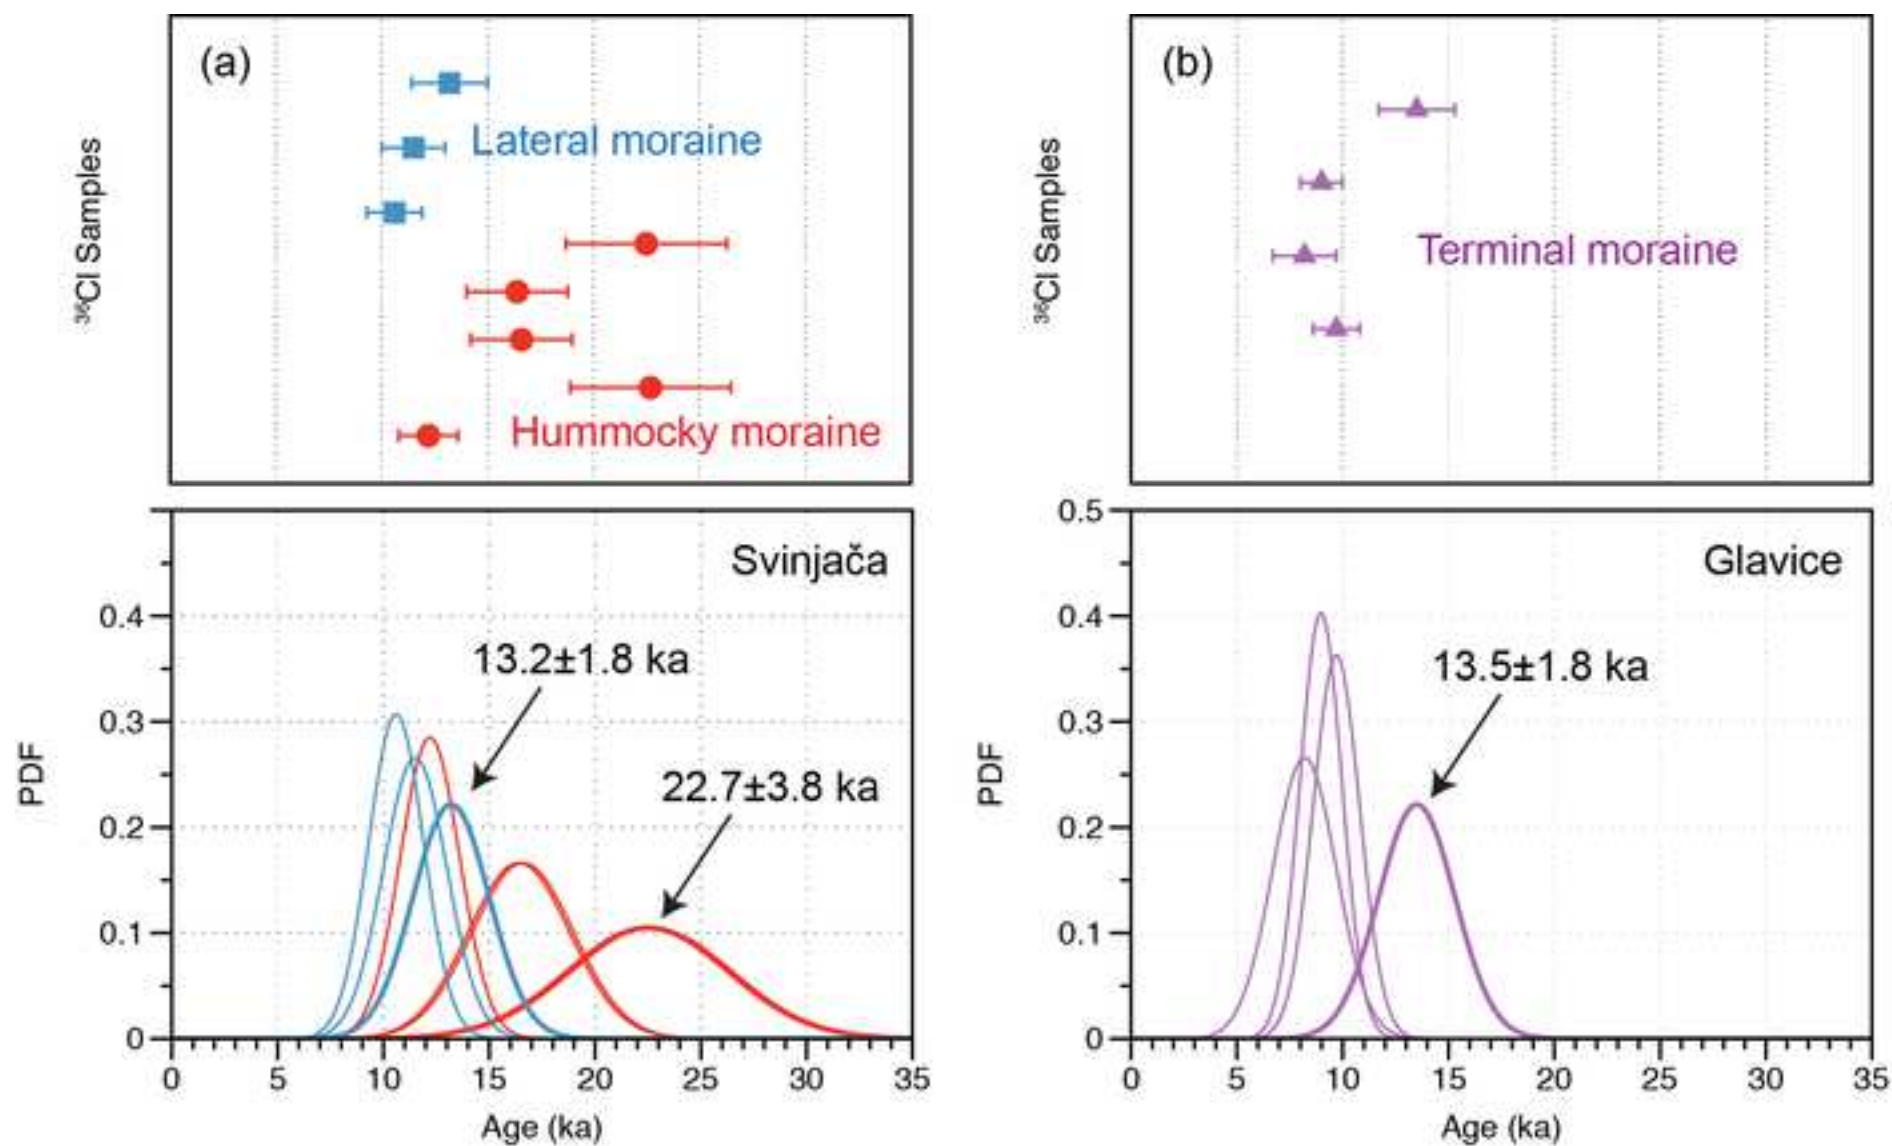 (a)
Lateral moraine
³⁶Cl Samples
Hummocky moraine
(b)
Terminal moraine
³⁶Cl Samples
Svinjača
13.2±1.8 ka
22.7±3.8 ka
PDF
0.4
0.3
0.2
0.1
0
0 5 10 15 20 25 30 35
Age (ka)
Glavice
13.5±1.8 ka
PDF
0.5
0.4
0.3
0.2
0.1
0
0 5 10 15 20 25 30 35
Age (ka)